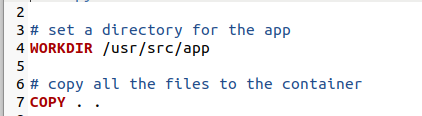 2
3 # set a directory for the app
4 WORKDIR /usr/src/app
5
6 # copy all the files to the container
7 COPY . .